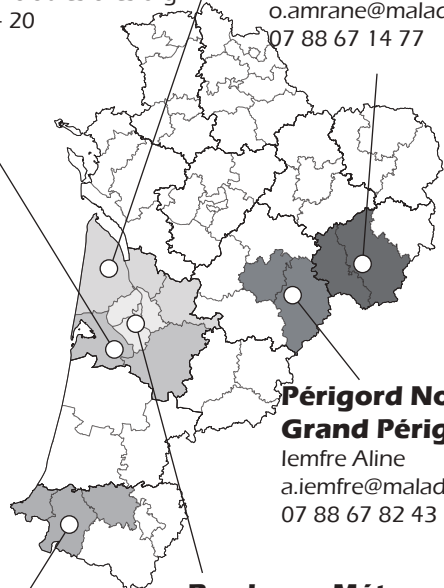 - 20
o.amrane@malad
07 88 67 14 77
Périgord No
Grand Périg
Iemfre Aline
a.iemfre@malad
07 88 67 82 43